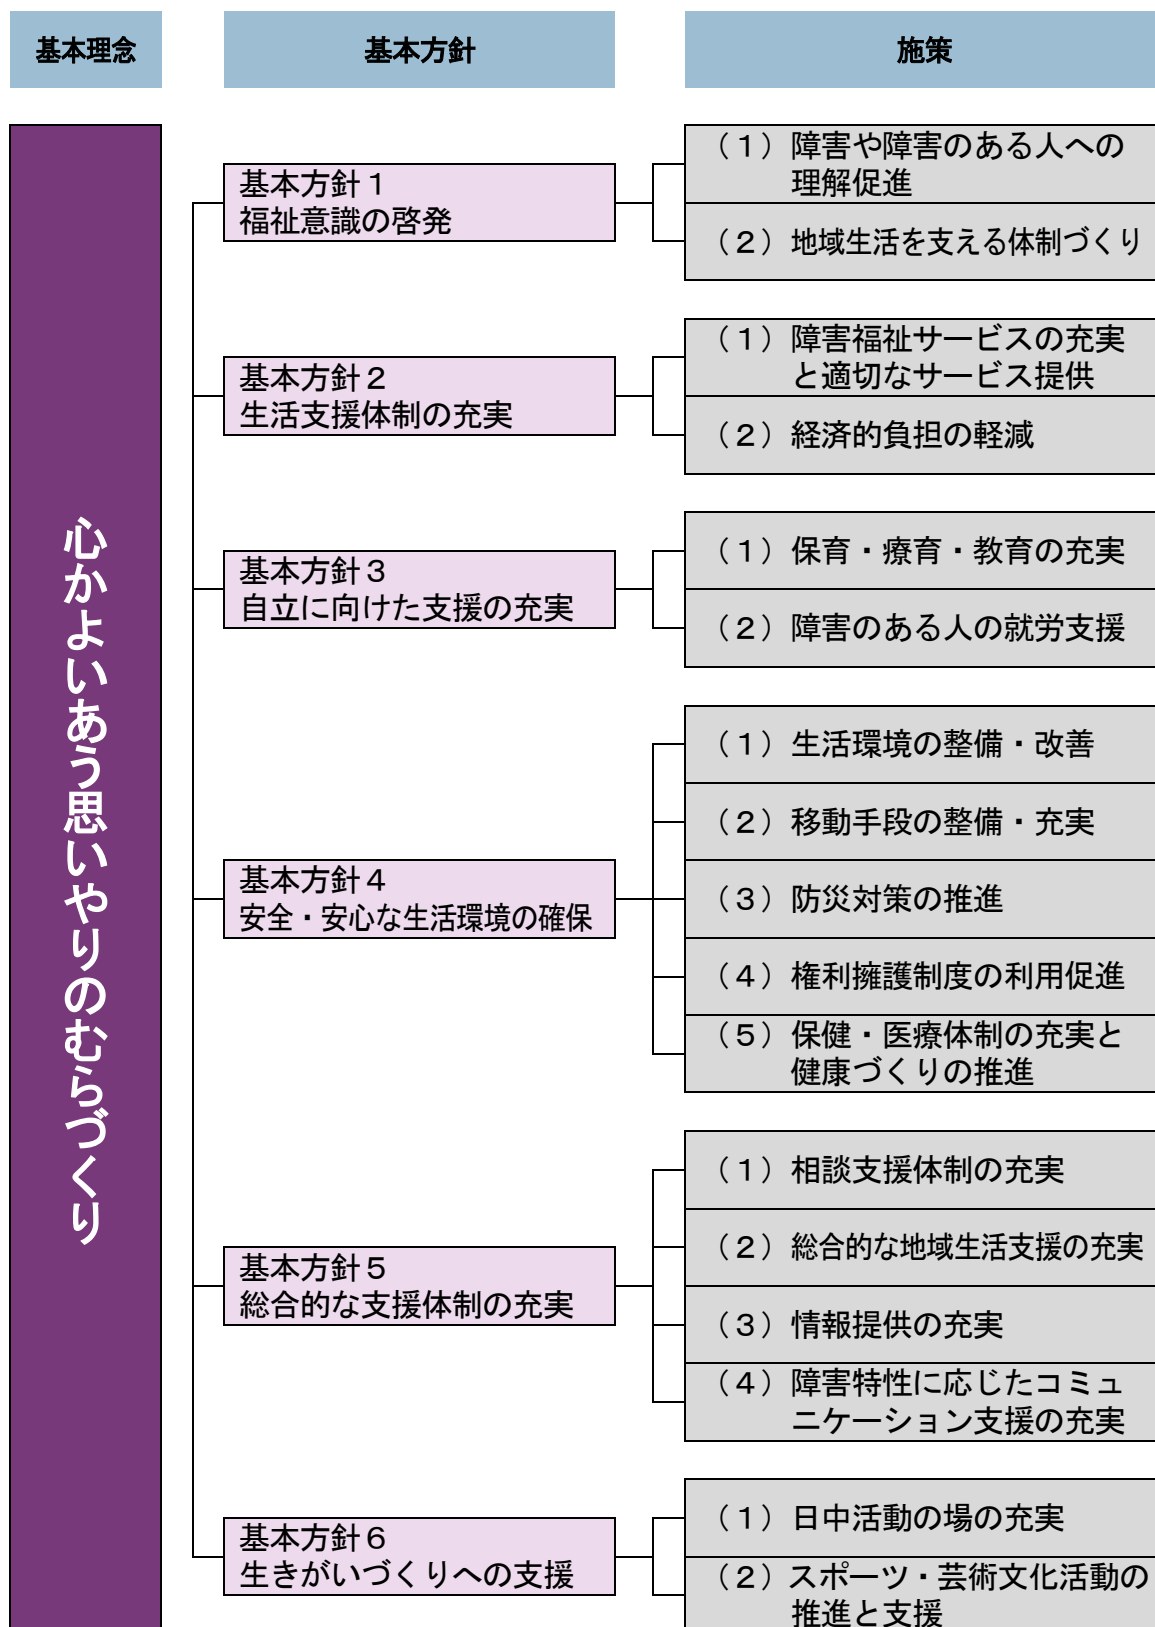 基本理念
基本方針
施策
心かよいあう思いやりのむらづくり
基本方針１
福祉意識の啓発
（１）障害や障害のある人への
理解促進
（２）地域生活を支える体制づくり
基本方針２
生活支援体制の充実
（１）障害福祉サービスの充実
と適切なサービス提供
（２）経済的負担の軽減
基本方針３
自立に向けた支援の充実
（１）保育・療育・教育の充実
（２）障害のある人の就労支援
基本方針４
安全・安心な生活環境の確保
（１）生活環境の整備・改善
（２）移動手段の整備・充実
（３）防災対策の推進
（４）権利擁護制度の利用促進
（５）保健・医療体制の充実と
健康づくりの推進
基本方針５
総合的な支援体制の充実
（１）相談支援体制の充実
（２）総合的な地域生活支援の充実
（３）情報提供の充実
（４）障害特性に応じたコミュ
ニケーション支援の充実
基本方針６
生きがいづくりへの支援
（１）日中活動の場の充実
（２）スポーツ・芸術文化活動の
推進と支援